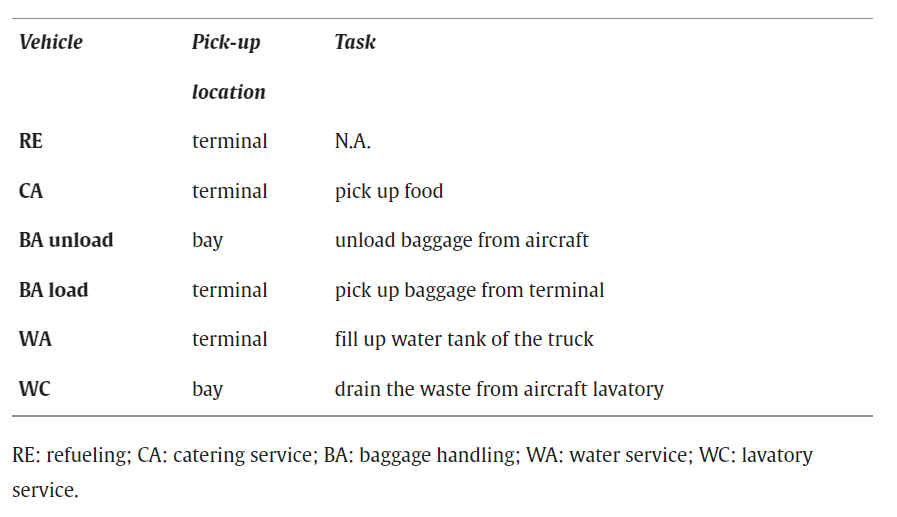 Vehicle Pick-up location Task
RE terminal N.A.
CA terminal pick up food
BA unload bay unload baggage from aircraft
BA load terminal pick up baggage from terminal
WA terminal fill up water tank of the truck
WC bay drain the waste from aircraft lavatory
RE: refueling; CA: catering service; BA: baggage handling; WA: water service; WC: lavatory
service.